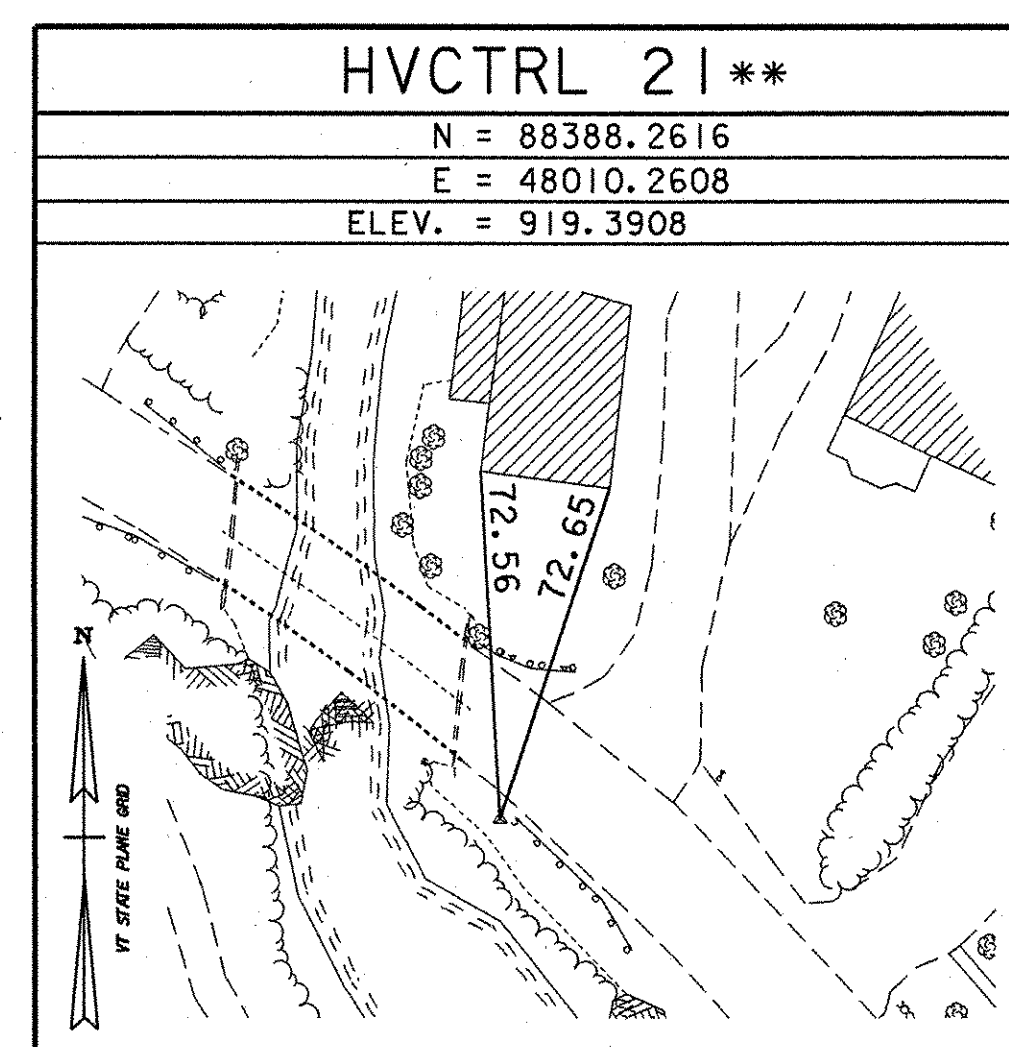 HVCTRL 21**
N = 88388.2616
E = 48010.2608
ELEV. = 919.3908
72.56
72.65
N
VT STATE PLANE GRID